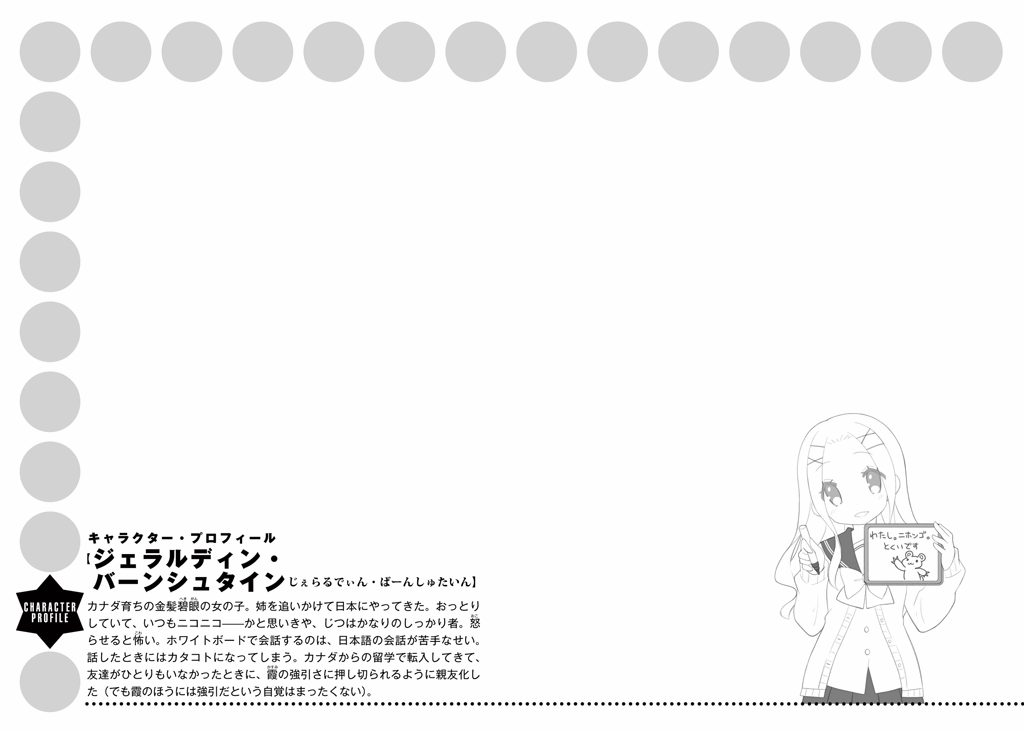 キャラクター・プロフィール
【ジェラルディン・
バーンシュタイン じぇらるでぃん・ばーんしゅたいん】
CHARACTER
PROFILE
カナダ育ちの金髪碧眼の女の子。姉を追いかけて日本にやってきた。おっとり
していて、いつもニコニコ——かと思いきや、じつはかなりのしっかり者。怒
らせると怖い。ホワイトボードで会話するのは、日本語の会話が苦手なせい。
話したときにはカタコトになってしまう。カナダからの留学で転入してきて、
友達がひとりもいなかったときに、霞の強引さに押し切られるように親友化し
た（でも霞のほうには強引だという自覚はまったくない）。
わたし。ニホンゴ。
とくいです